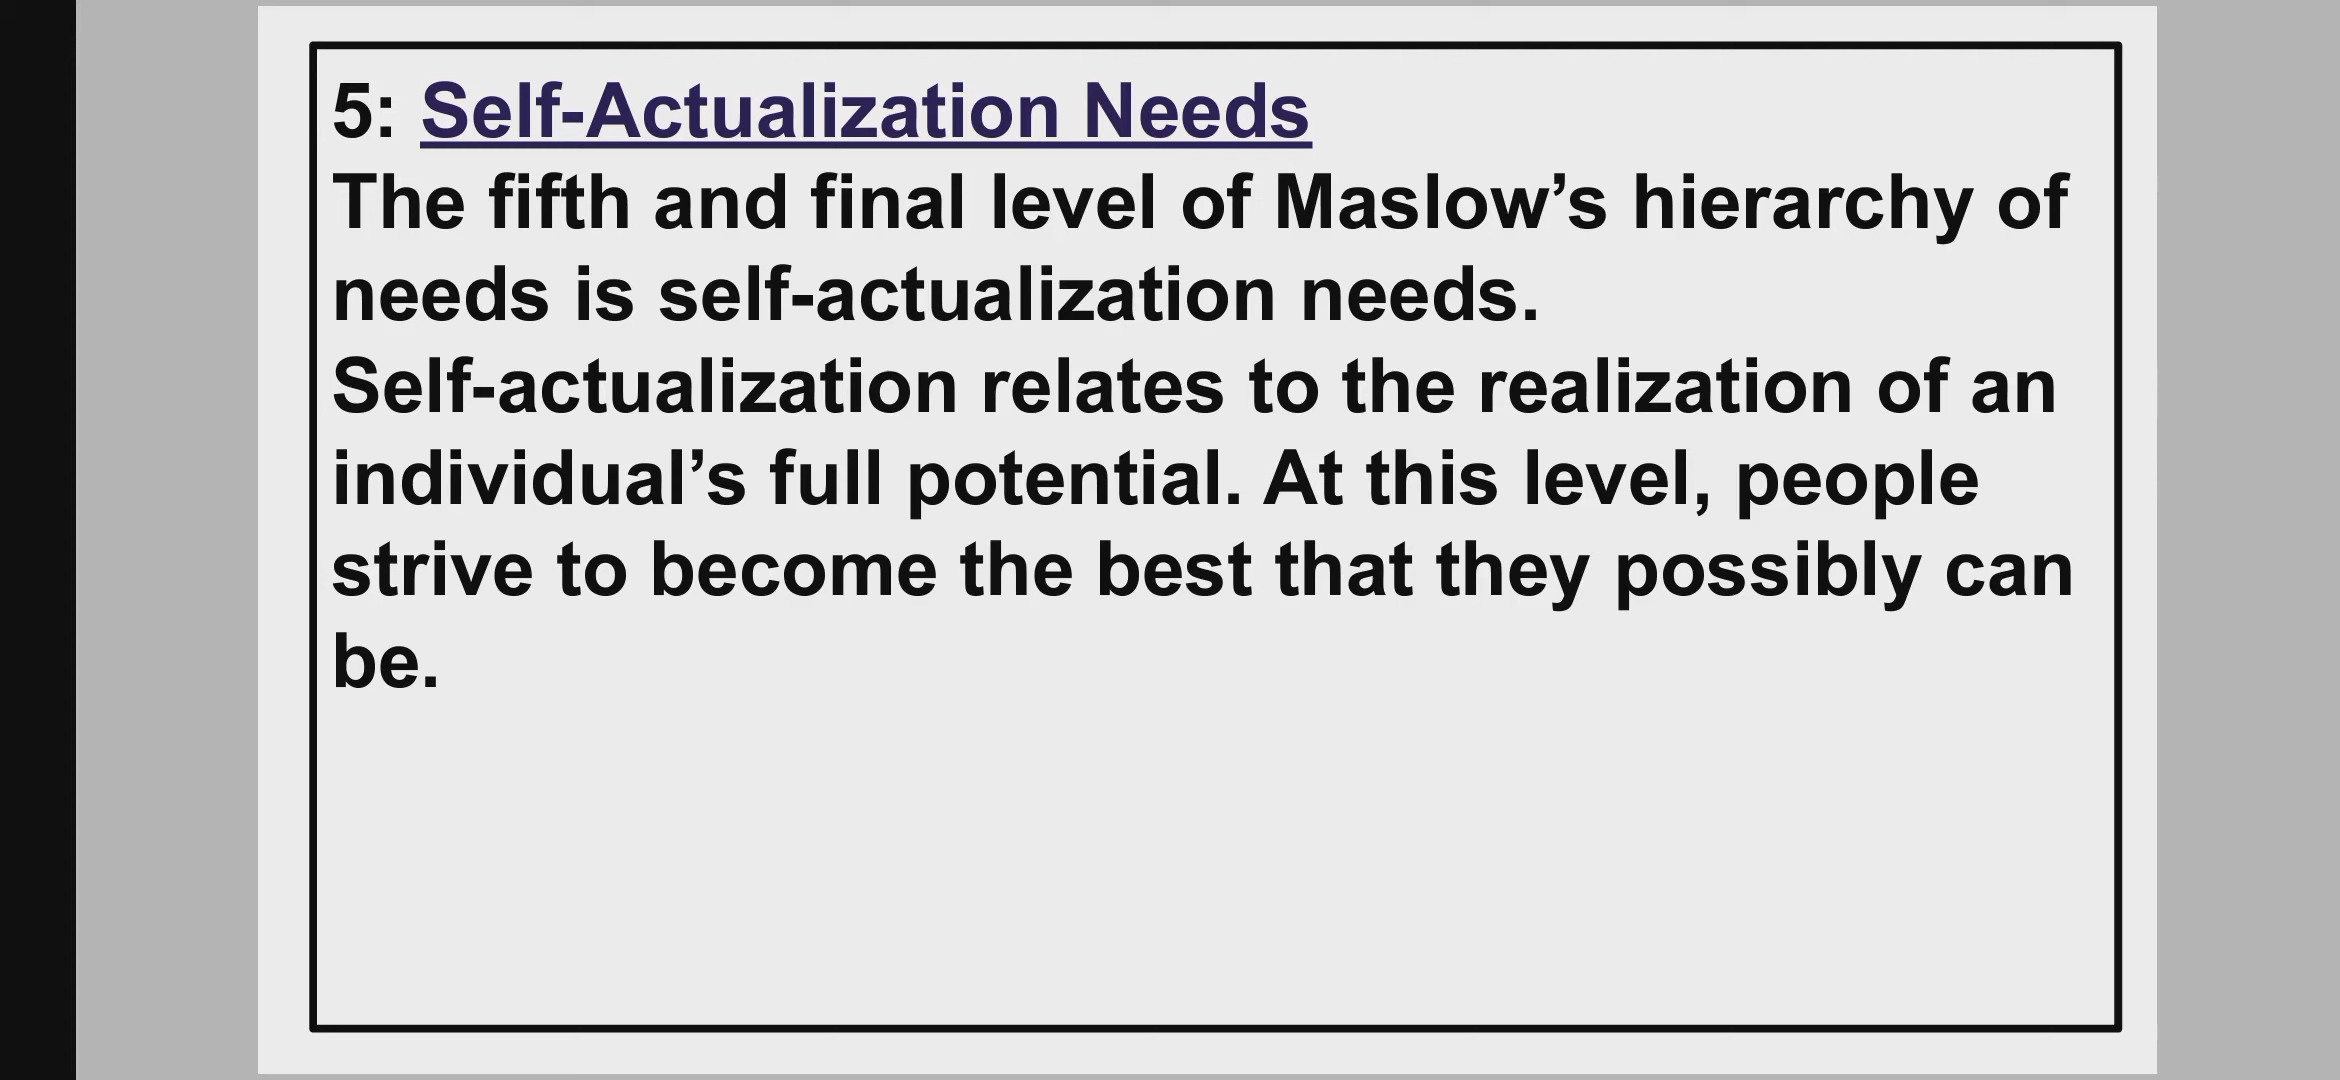 5: Self-Actualization Needs
The fifth and final level of Maslow’s hierarchy of
needs is self-actualization needs.
Self-actualization relates to the realization of an
individual’s full potential. At this level, people
strive to become the best that they possibly can
be.